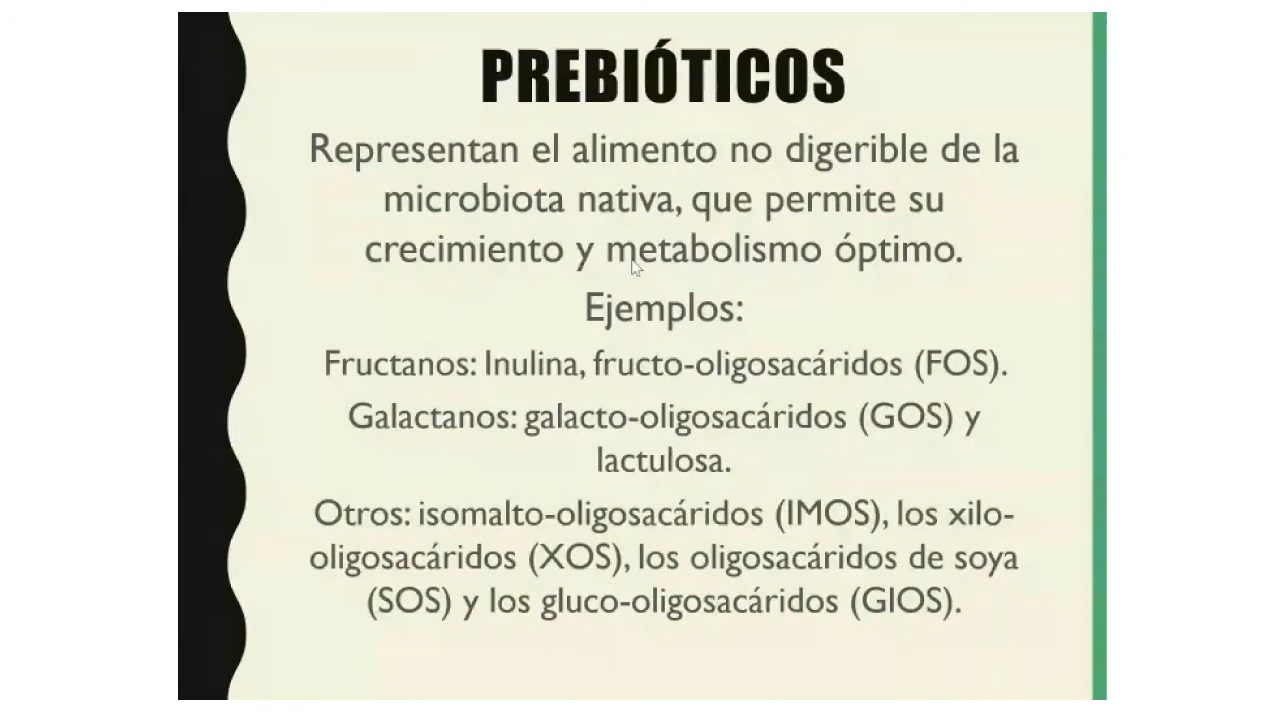 PREBIÓTICOS
Representan el alimento no digerible de la
microbiota nativa, que permite su
crecimiento y metabolismo óptimo.
Ejemplos:
Fructanos: Inulina, fructo-oligosacáridos (FOS).
Galactanos: galacto-oligosacáridos (GOS) y
lactulosa.
Otros: isomalto-oligosacáridos (IMOS), los xilo-
oligosacáridos (XOS), los oligosacáridos de soya
(SOS) y los gluco-oligosacáridos (GlOS).